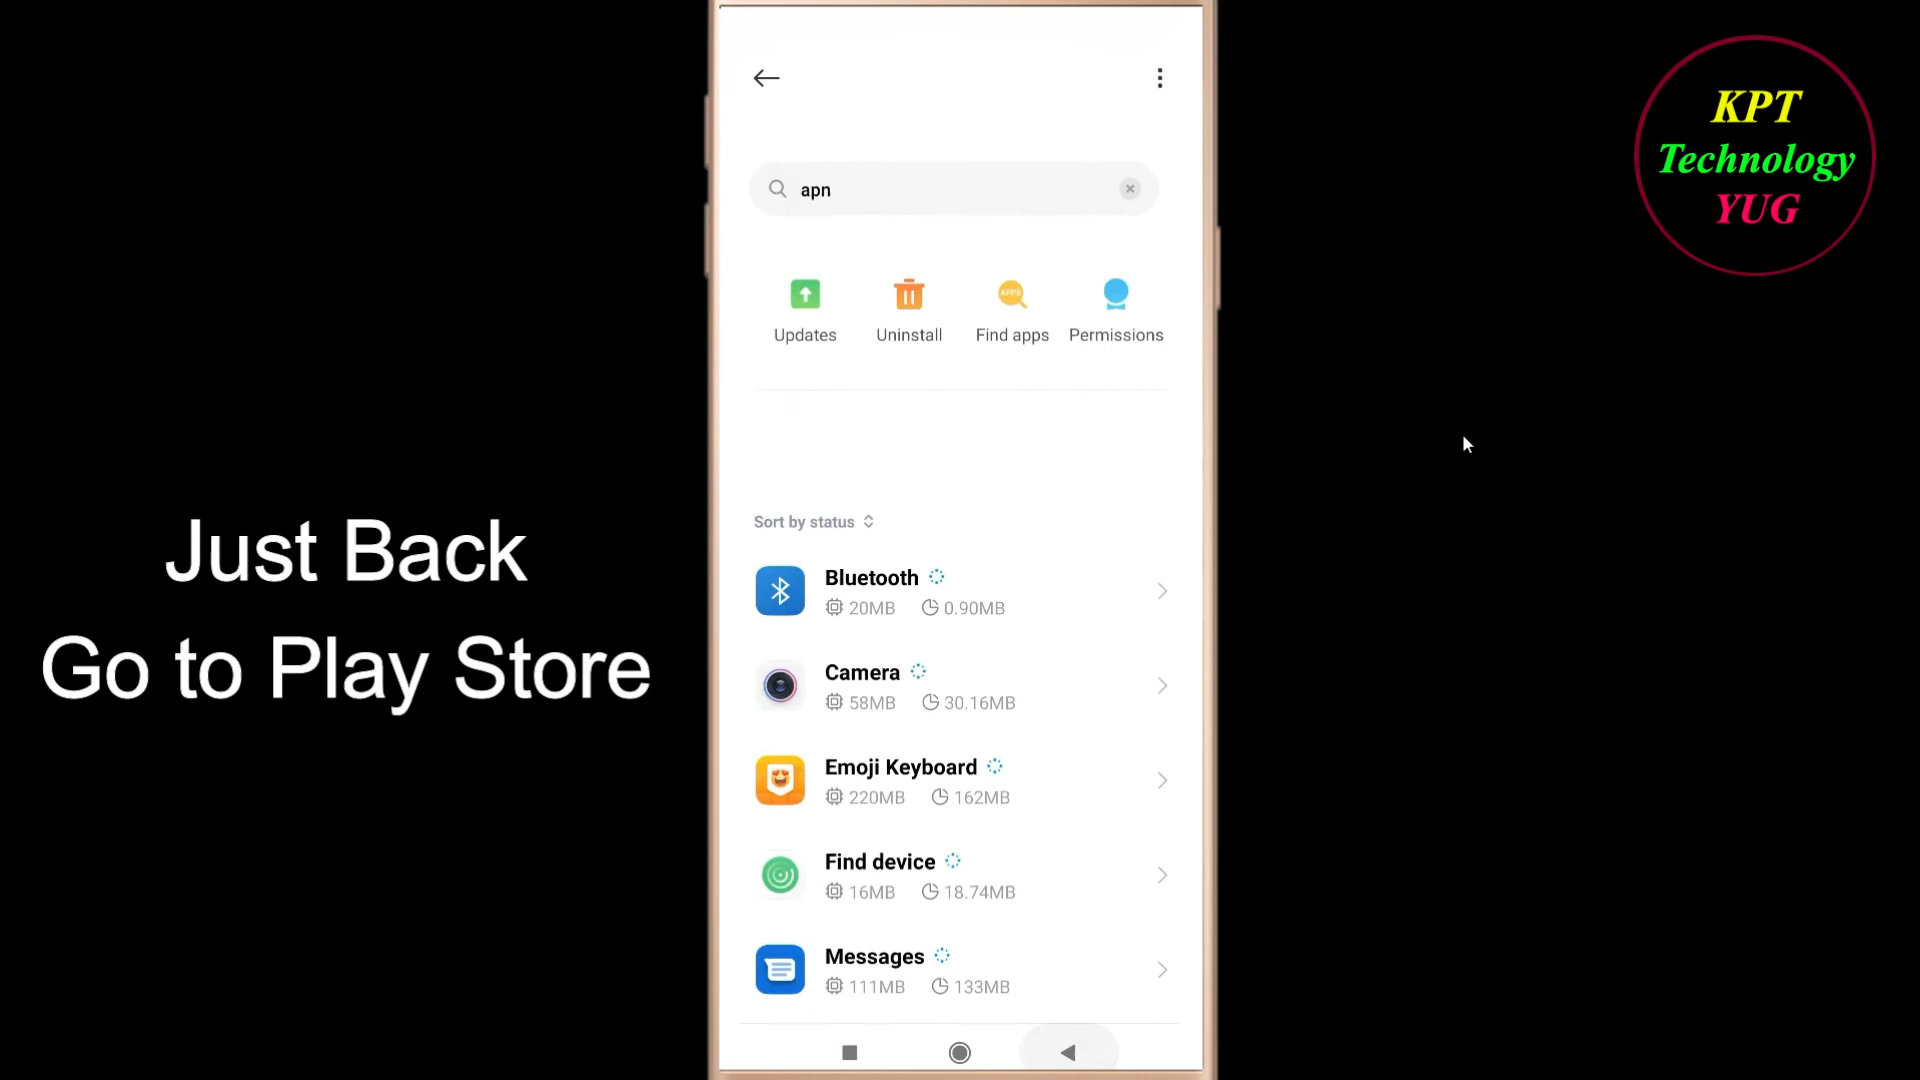 KPT
Technology
YUG
apn
Updates
Uninstall
APPS
Find apps
Permissions
Sort by status
Bluetooth
20MB 0.90MB
Camera
58MB 30.16MB
Emoji Keyboard
220MB 162MB
Find device
16MB 18.74MB
Messages
111MB 133MB
Just Back
Go to Play Store